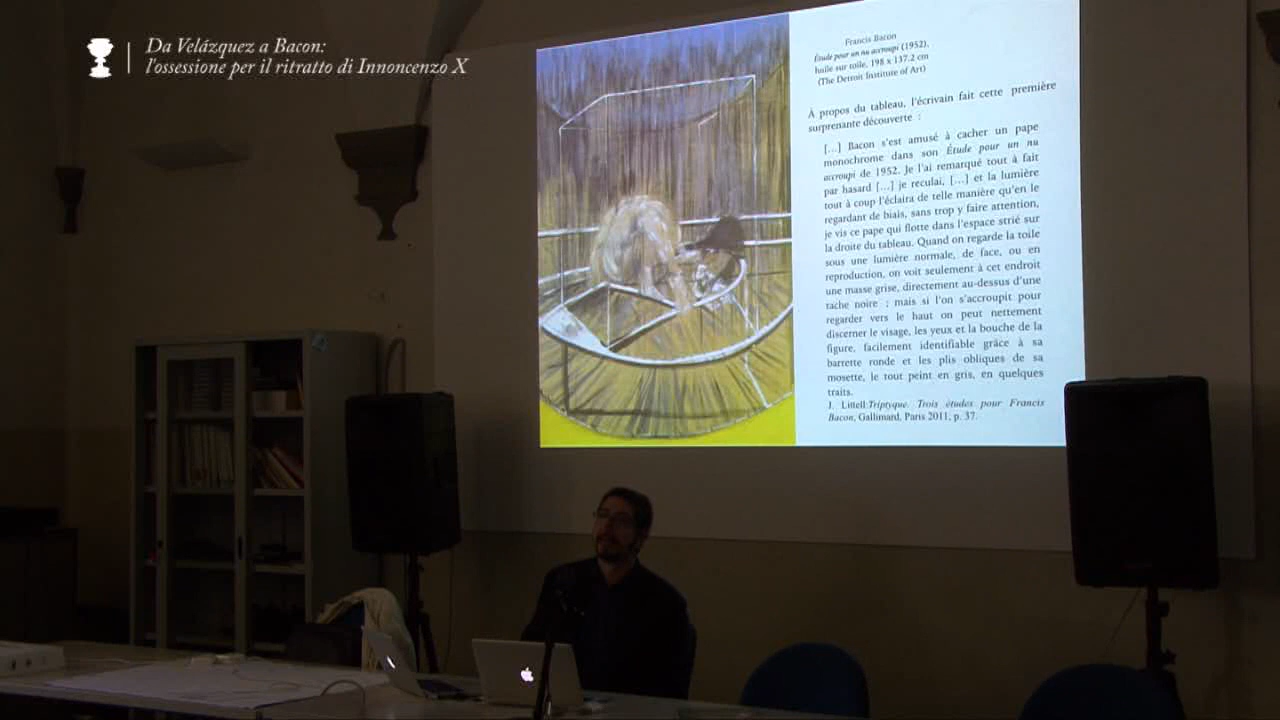 Da Velázquez a Bacon:
l'ossessione per il ritratto di Innoncenzo X
Francis Bacon
Étude pour un nu accroupi (1952),
huile sur toile, 198 x 137.2 cm
(The Detroit Institute of Art)
À propos du tableau, l'écrivain fait cette première
surprenante découverte :
[...] Bacon s'est amusé à cacher un pape
monochrome dans son Étude pour un nu
accroupi de 1952. Je l'ai remarqué tout à fait
par hasard [...] je reculai, [...] et la lumière
tout à coup l'éclaira de telle manière qu'en le
regardant de biais, sans trop y faire attention,
je vis ce pape qui flotte dans l'espace strié sur
la droite du tableau. Quand on regarde la toile
sous une lumière normale, de face, ou en
reproduction, on voit seulement à cet endroit
une masse grise, directement au-dessus d'une
tache noire ; mais si l'on s'accroupit pour
regarder vers le haut on peut nettement
discerner le visage, les yeux et la bouche de la
figure, facilement identifiable grâce à sa
barrette ronde et les plis obliques de sa
mosette, le tout peint en gris, en quelques
traits.
J. Littell:Triptyque. Trois études pour Francis
Bacon, Gallimard, Paris 2011, p. 37.